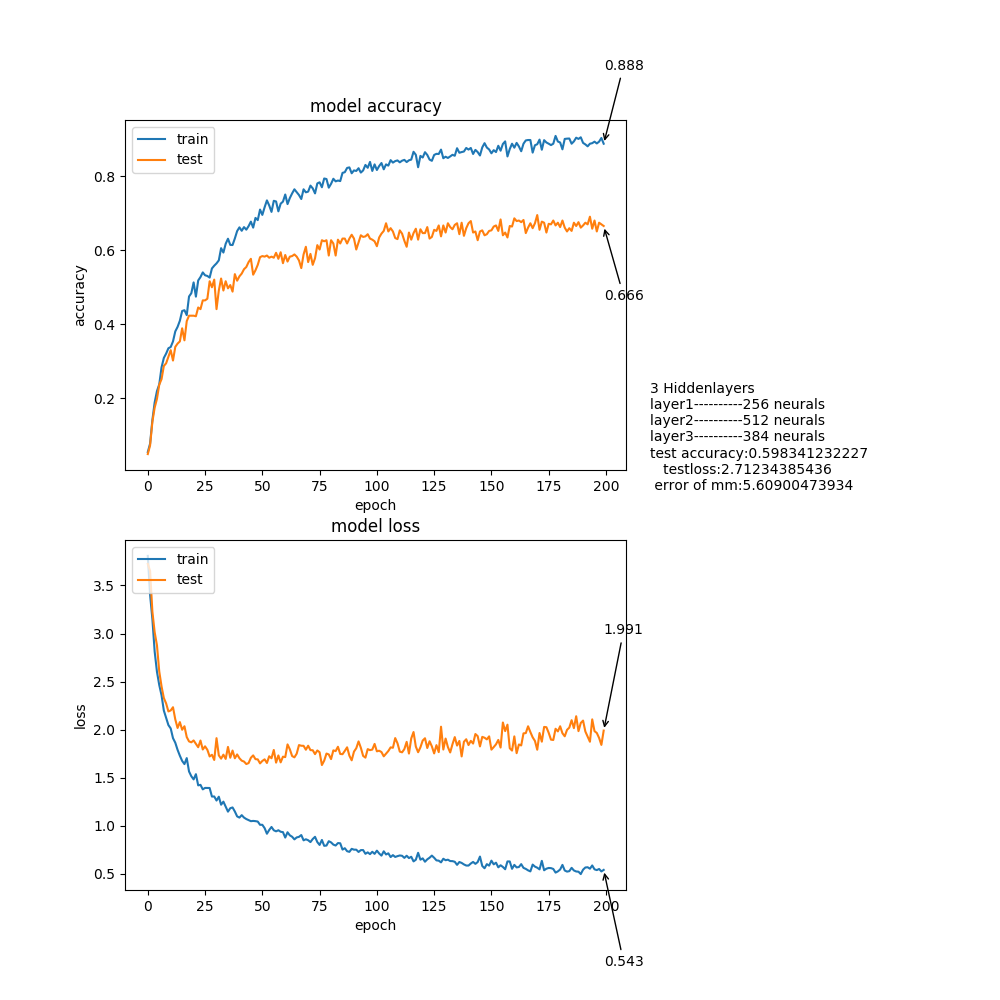 0.888
model accuracy
train
test
0.8
0.6
0.4
0.2
accuracy
0.666
0 25 50 75 100 125 150 175 200
epoch
3 Hiddenlayers
layer1----------256 neurals
layer2----------512 neurals
layer3----------384 neurals
test accuracy:0.598341232227
testloss:2.71234385436
error of mm:5.60900473934
model loss
train
test
3.5
3.0
2.5
2.0
1.5
1.0
0.5
loss
1.991
0 25 50 75 100 125 150 175 200
epoch
0.543